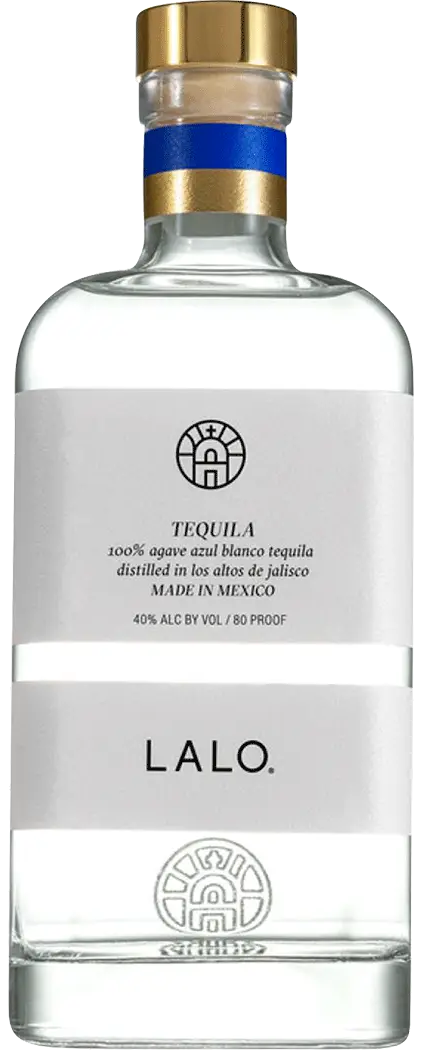 TEQUILA
100% agave azul blanco tequila
distilled in los altos de jalisco
MADE IN MEXICO
40% ALC BY VOL / 80 PROOF
LALO®